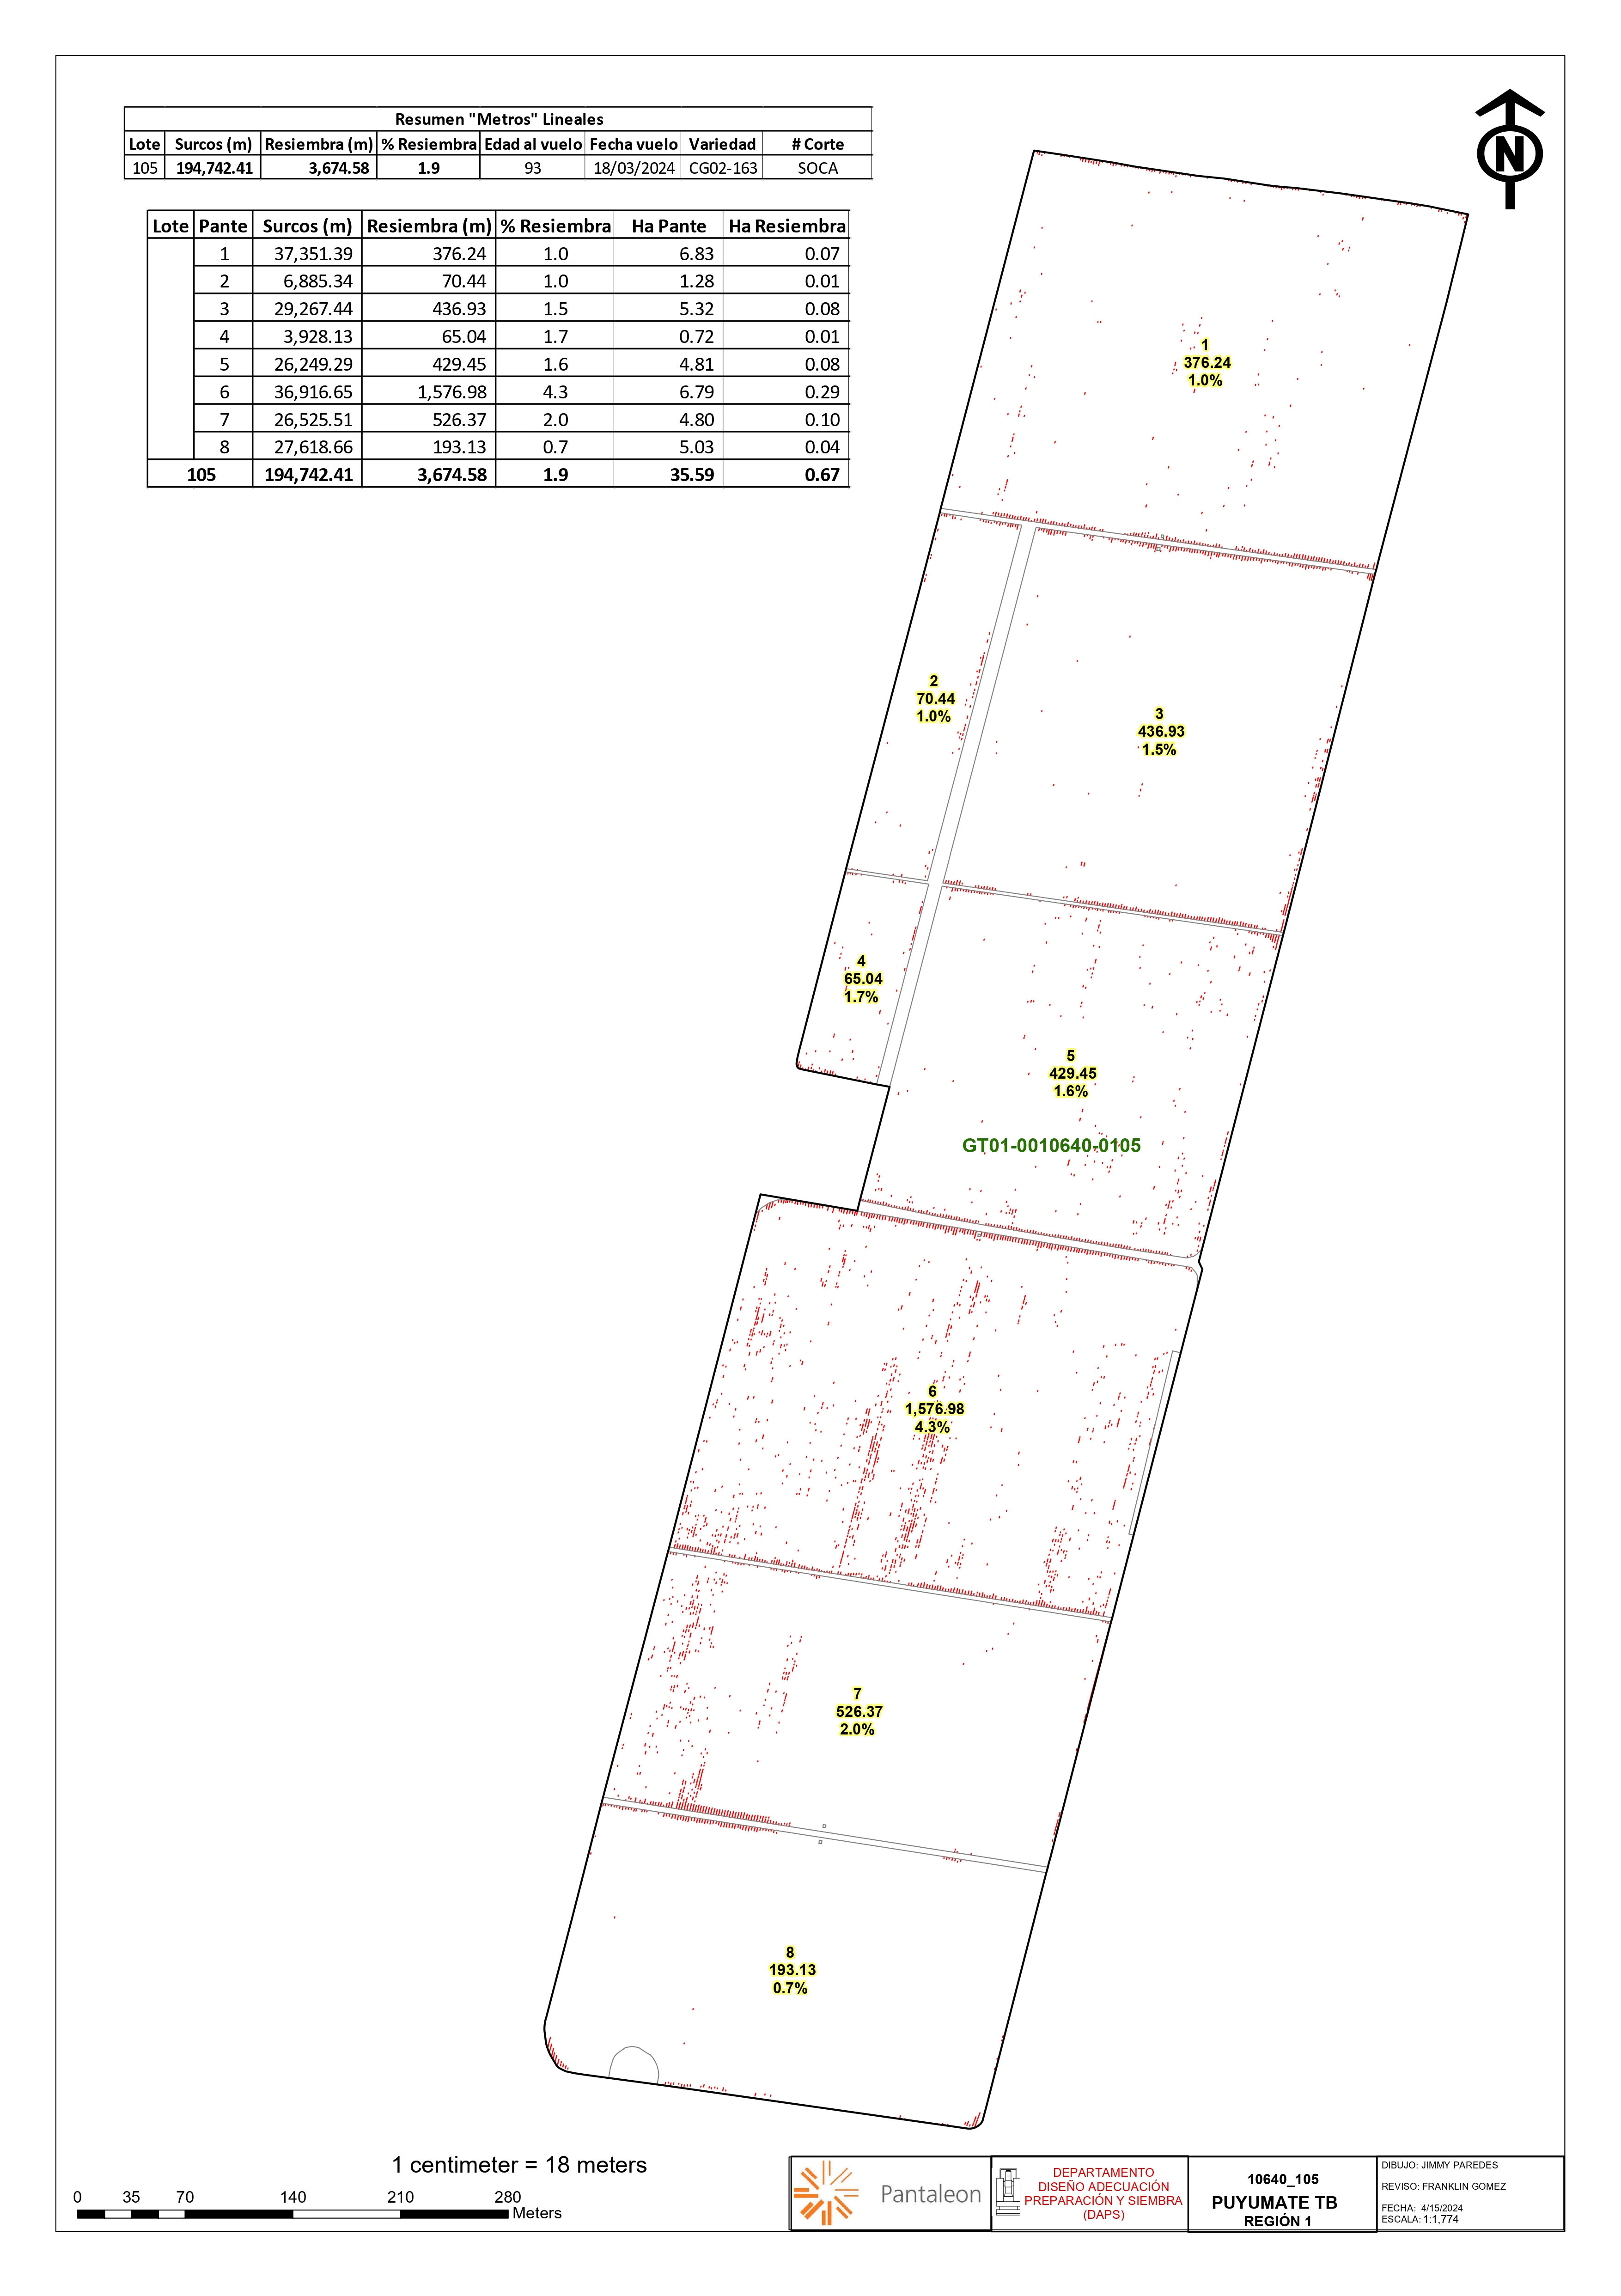 Resumen "Metros" Lineales
Lote Surcos (m) Resiembra (m) % Resiembra Edad al vuelo Fecha vuelo Variedad # Corte
105 194,742.41 3,674.58 1.9 93 18/03/2024 CG02-163 SOCA
Lote Pante Surcos (m) Resiembra (m) % Resiembra Ha Pante Ha Resiembra
1 37,351.39 376.24 1.0 6.83 0.07
2 6,885.34 70.44 1.0 1.28 0.01
3 29,267.44 436.93 1.5 5.32 0.08
4 3,928.13 65.04 1.7 0.72 0.01
5 26,249.29 429.45 1.6 4.81 0.08
6 36,916.65 1,576.98 4.3 6.79 0.29
7 26,525.51 526.37 2.0 4.80 0.10
8 27,618.66 193.13 0.7 5.03 0.04
105 194,742.41 3,674.58 1.9 35.59 0.67
N
1
376.24
1.0%
2
70.44
1.0%
3
436.93
1.5%
4
65.04
1.7%
5
429.45
1.6%
GT01-0010640-0105
6
1,576.98
4.3%
7
526.37
2.0%
8
193.13
0.7%
1 centimeter = 18 meters
0 35 70 140 210 280
Meters
Pantaleon
DEPARTAMENTO
DISEÑO ADECUACIÓN
PREPARACIÓN Y SIEMBRA
(DAPS)
10640_105
PUYUMATE TB
REGIÓN 1
DIBUJO: JIMMY PAREDES
REVISO: FRANKLIN GOMEZ
FECHA: 4/15/2024
ESCALA: 1:1,774